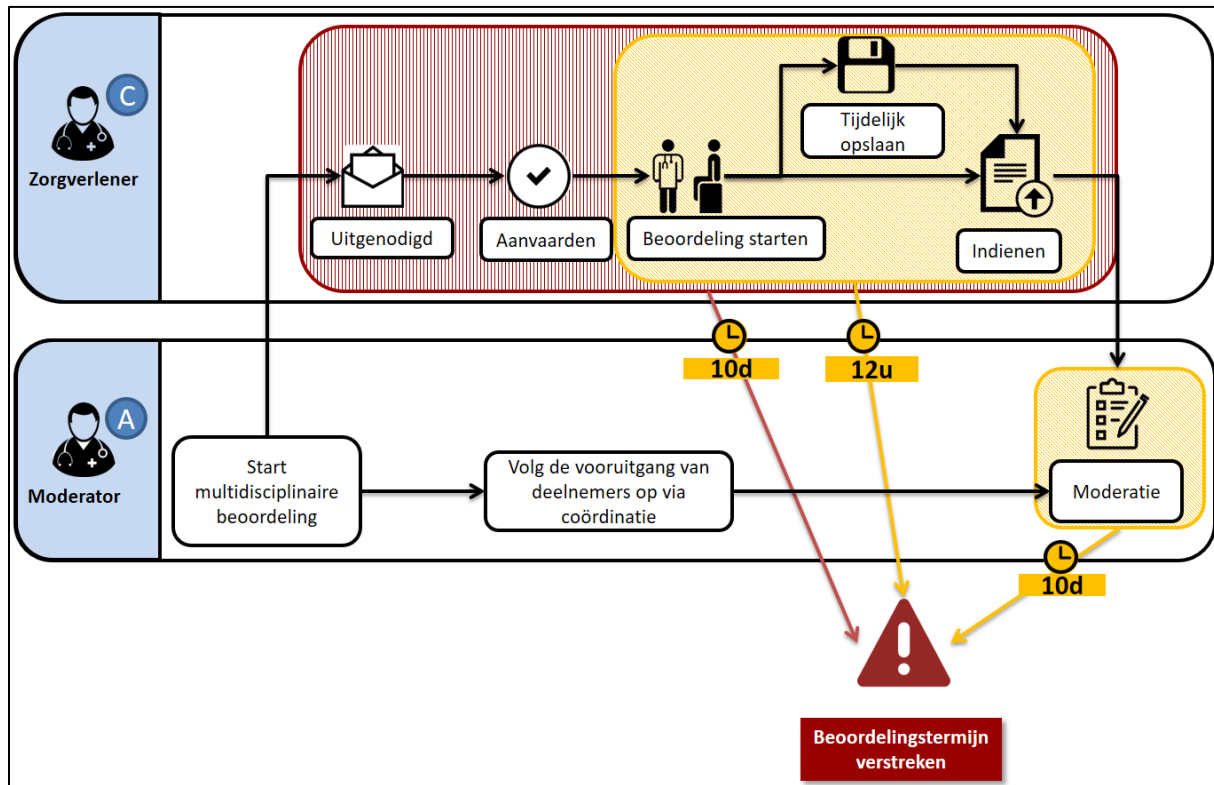 C
Zorgverlener
Uitgenodigd
Aanvaarden
Beoordeling starten
Tijdelijk
opslaan
Indienen
10d
12u
A
Moderator
Start
multidisciplinaire
beoordeling
Volg de vooruitgang van
deelnemers op via
coördinatie
Moderatie
10d
Beoordelingstermijn
verstreken